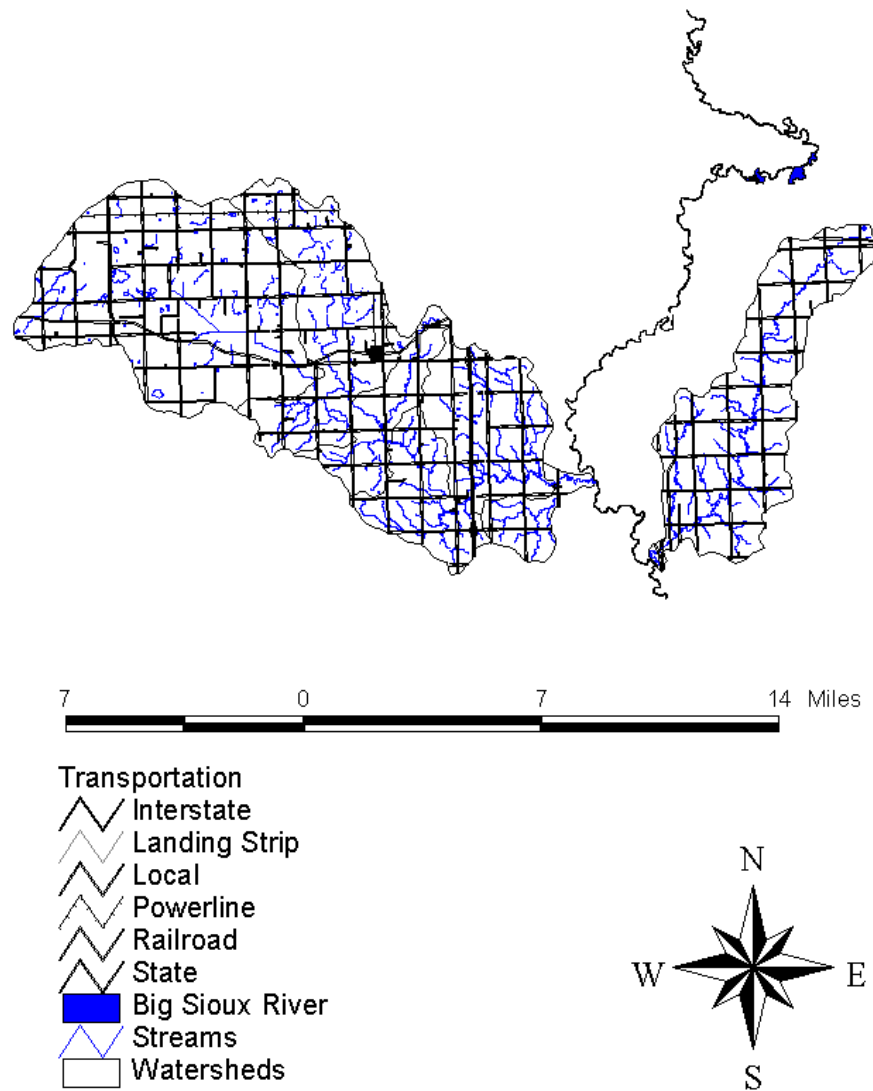 7 0 7 14 Miles
Transportation
Interstate
Landing Strip
Local
Powerline
Railroad
State
Big Sioux River
Streams
Watersheds
N
W E
S